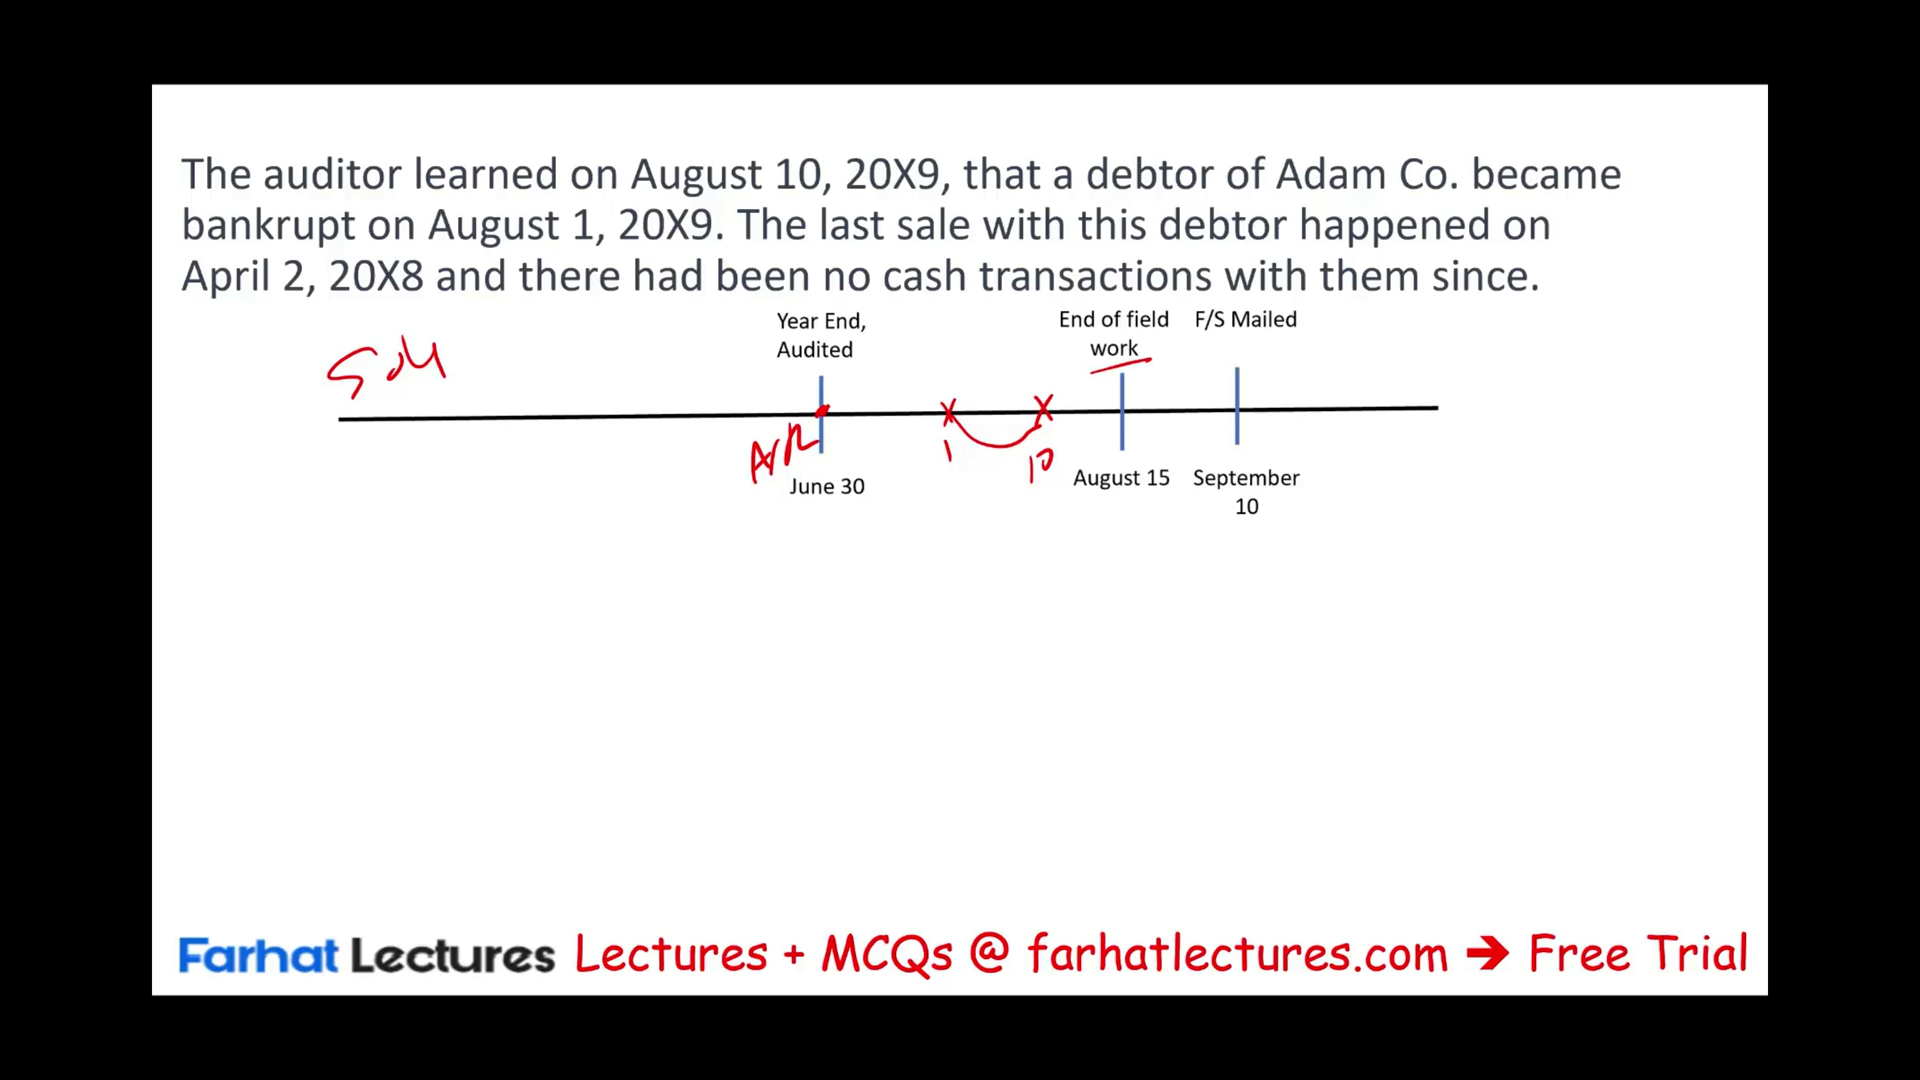 The auditor learned on August 10, 20X9, that a debtor of Adam Co. became
bankrupt on August 1, 20X9. The last sale with this debtor happened on
April 2, 20X8 and there had been no cash transactions with them since.
Year End,
Audited
End of field
work
F/S Mailed
A/R
1
10
June 30
August 15
September
10
Farhat Lectures Lectures + MCQs @ farhatlectures.com ➔ Free Trial